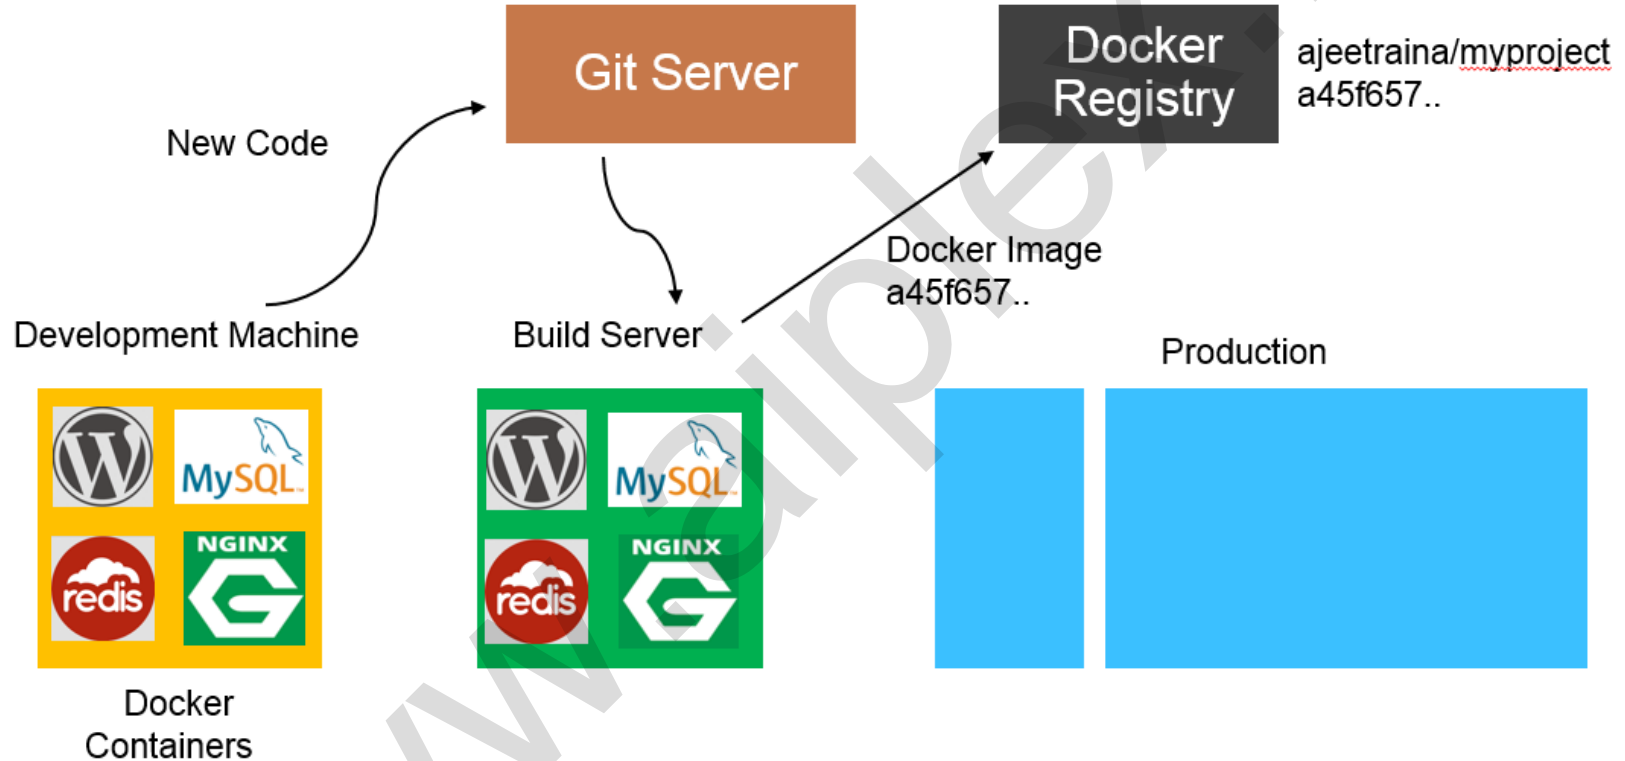 Git Server
Docker
Registry
ajeetraina/myproject
a45f657..
New Code
Docker Image
a45f657..
Development Machine
Build Server
Production
MySQL
MySQL
redis
NGINX
redis
NGINX
Docker
Containers
w.aiplex.